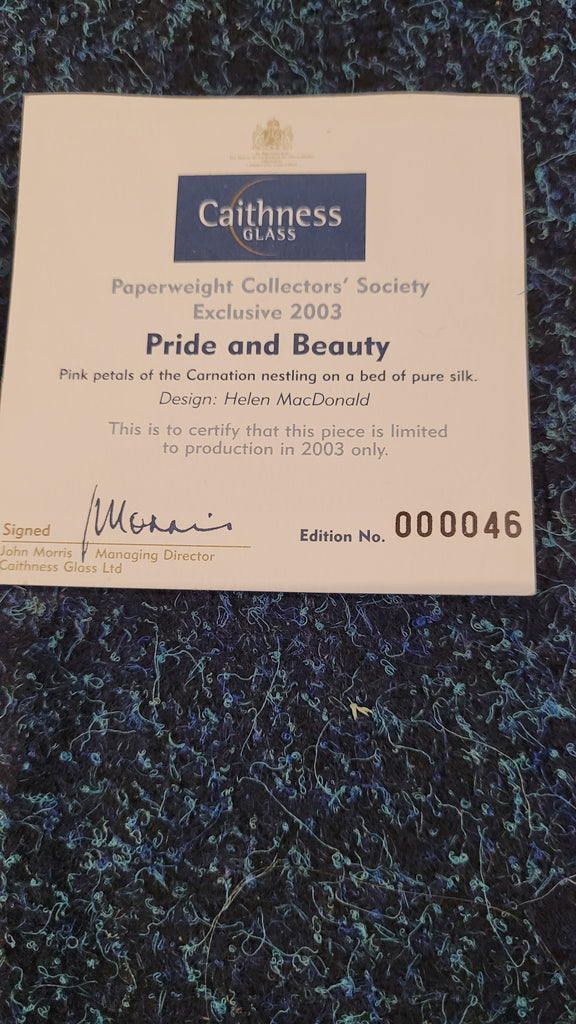 Caithness
GLASS
Paperweight Collectors' Society
Exclusive 2003
Pride and Beauty
Pink petals of the Carnation nestling on a bed of pure silk.
Design: Helen MacDonald
This is to certify that this piece is limited
to production in 2003 only.
Signed JMorris
Edition No. 000046
John Morris Managing Director
Caithness Glass Ltd